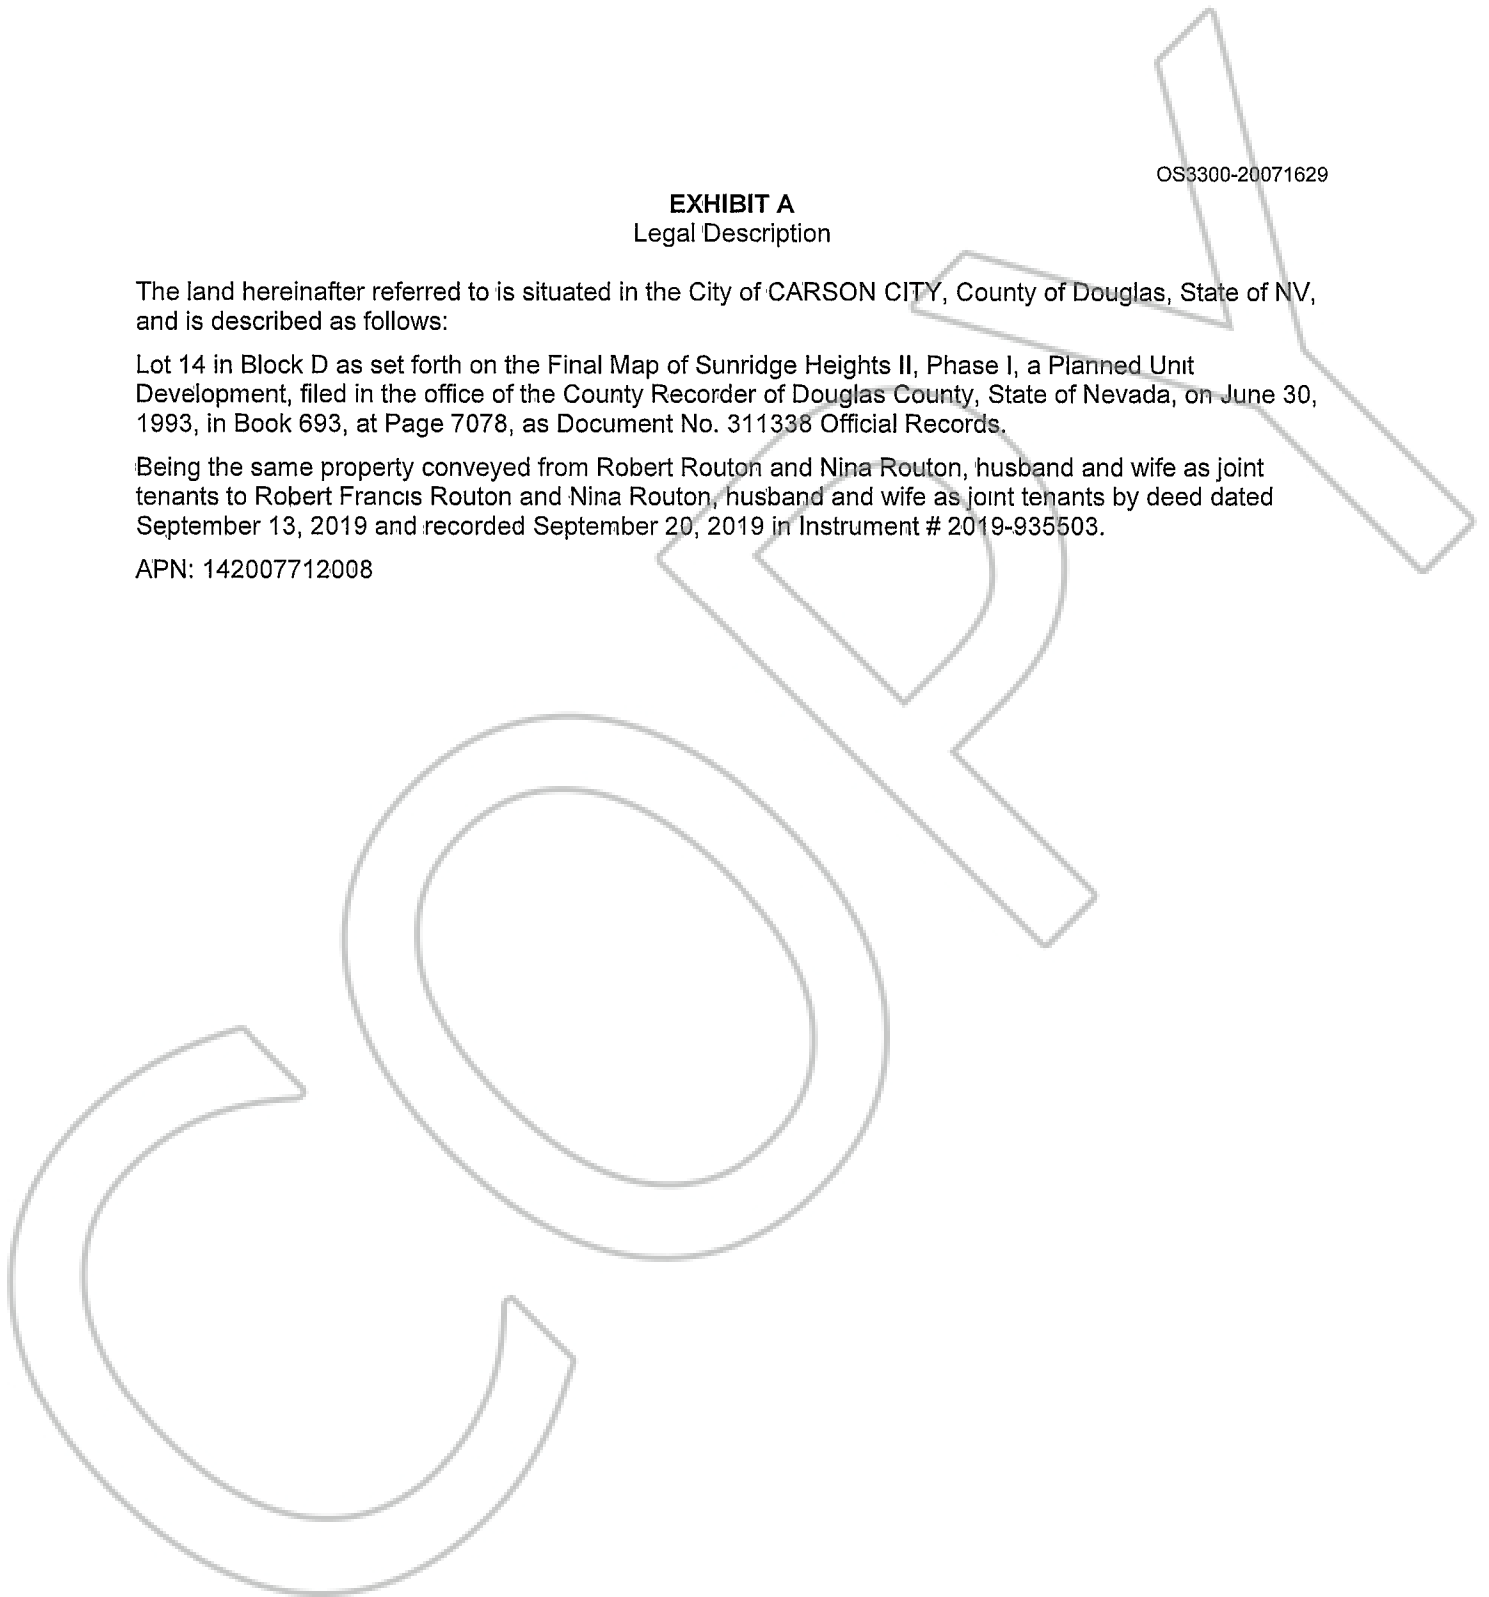 OS3300-20071629
EXHIBIT A
Legal Description
The land hereinafter referred to is situated in the City of CARSON CITY, County of Douglas, State of NV,
and is described as follows:
Lot 14 in Block D as set forth on the Final Map of Sunridge Heights II, Phase I, a Planned Unit
Development, filed in the office of the County Recorder of Douglas County, State of Nevada, on June 30,
1993, in Book 693, at Page 7078, as Document No. 311338 Official Records.
Being the same property conveyed from Robert Routon and Nina Routon, husband and wife as joint
tenants to Robert Francis Routon and Nina Routon, husband and wife as joint tenants by deed dated
September 13, 2019 and recorded September 20, 2019 in Instrument # 2019-935503.
APN: 142007712008
COPY